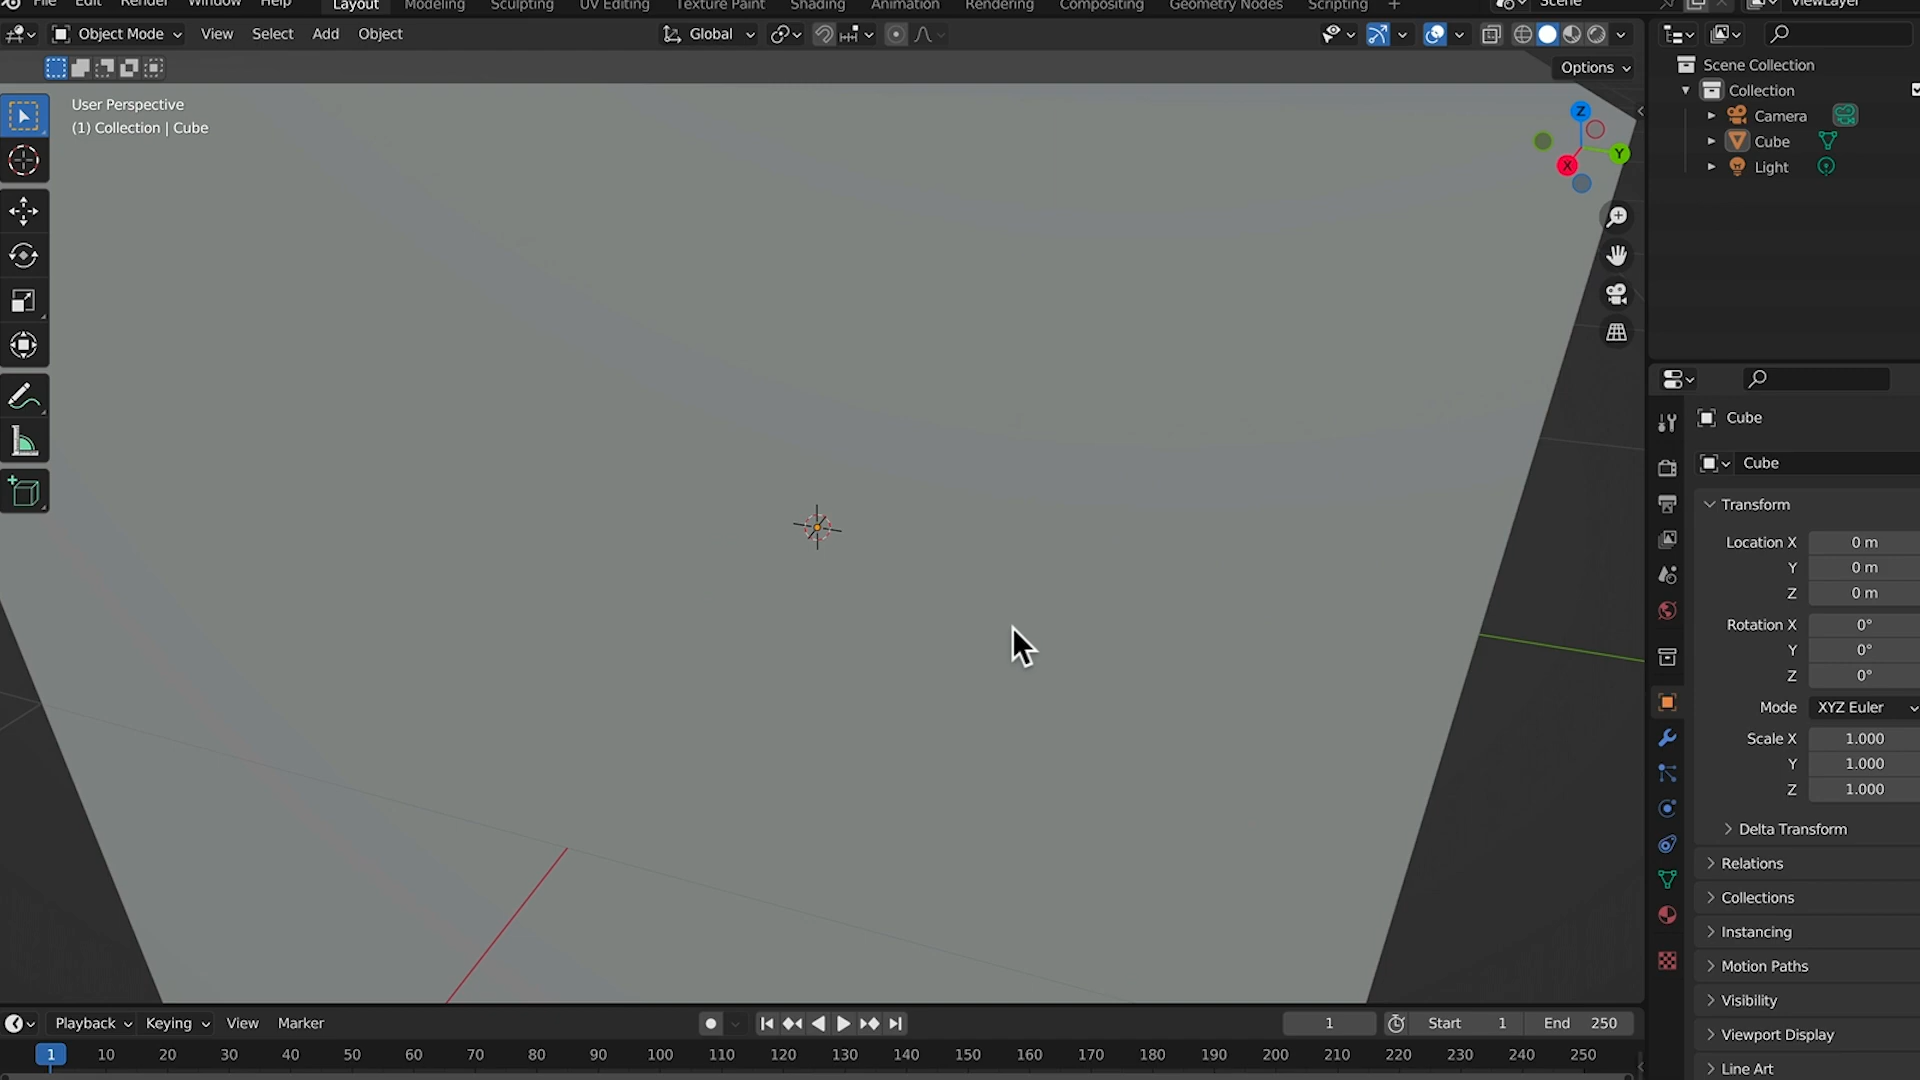 File Edit Render Window Help Layout Modeling Sculpting UV Editing Texture Paint Shading Animation Rendering Compositing Geometry Nodes Scripting + Scene ViewLayer
Object Mode View Select Add Object Global
Options
User Perspective
(1) Collection | Cube
Z
Y
X
Scene Collection
Collection
Camera
Cube
Light
Cube
Cube
Transform
Location X 0 m
Y 0 m
Z 0 m
Rotation X 0°
Y 0°
Z 0°
Mode XYZ Euler
Scale X 1.000
Y 1.000
Z 1.000
Delta Transform
Relations
Collections
Instancing
Motion Paths
Visibility
Viewport Display
Line Art
Playback Keying View Marker 1 Start 1 End 250
1 10 20 30 40 50 60 70 80 90 100 110 120 130 140 150 160 170 180 190 200 210 220 230 240 250